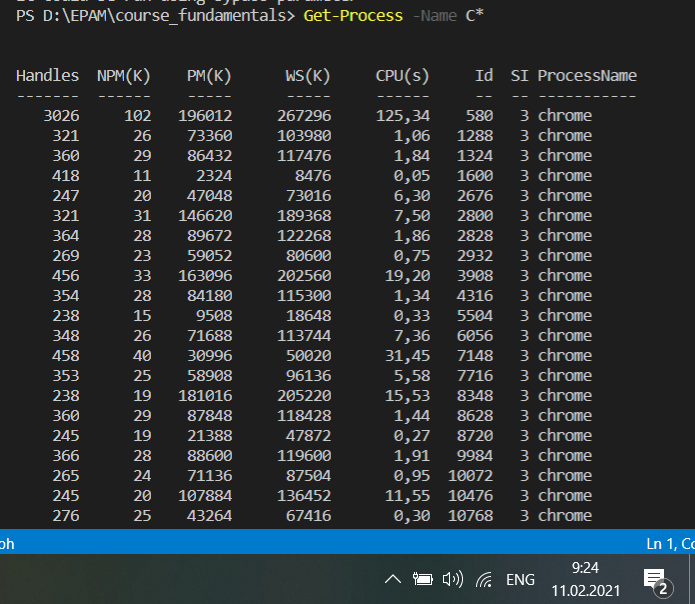 PS D:\EPAM\course_fundamentals> Get-Process -Name C*
Handles  NPM(K)    PM(K)      WS(K)     CPU(s)     Id  SI ProcessName
-------  ------    -----      -----     ------     --  -- -----------
   3026     102   196012     267296     125,34    580   3 chrome
    321      26    73360     103980       1,06   1288   3 chrome
    360      29    86432     117476       1,84   1324   3 chrome
    418      11     2324       8476       0,05   1600   3 chrome
    247      20    47048      73016       6,30   2676   3 chrome
    321      31   146620     189368       7,50   2800   3 chrome
    364      28    89672     122268       1,86   2828   3 chrome
    269      23    59052      80600       0,75   2932   3 chrome
    456      33   163096     202560      19,20   3908   3 chrome
    354      28    84180     115300       1,34   4316   3 chrome
    238      15     9508      18648       0,33   5504   3 chrome
    348      26    71688     113744       7,36   6056   3 chrome
    458      40    30996      50020      31,45   7148   3 chrome
    353      25    58908      96136       5,58   7716   3 chrome
    238      19   181016     205220      15,53   8348   3 chrome
    360      29    87848     118428       1,44   8628   3 chrome
    245      19    21388      47872       0,27   8720   3 chrome
    366      28    88600     119600       1,91   9984   3 chrome
    265      24    71136      87504       0,95  10072   3 chrome
    245      20   107884     136452      11,55  10476   3 chrome
    276      25    43264      67416       0,30  10768   3 chrome
oh Ln 1, Co
ENG 9:24
11.02.2021 2